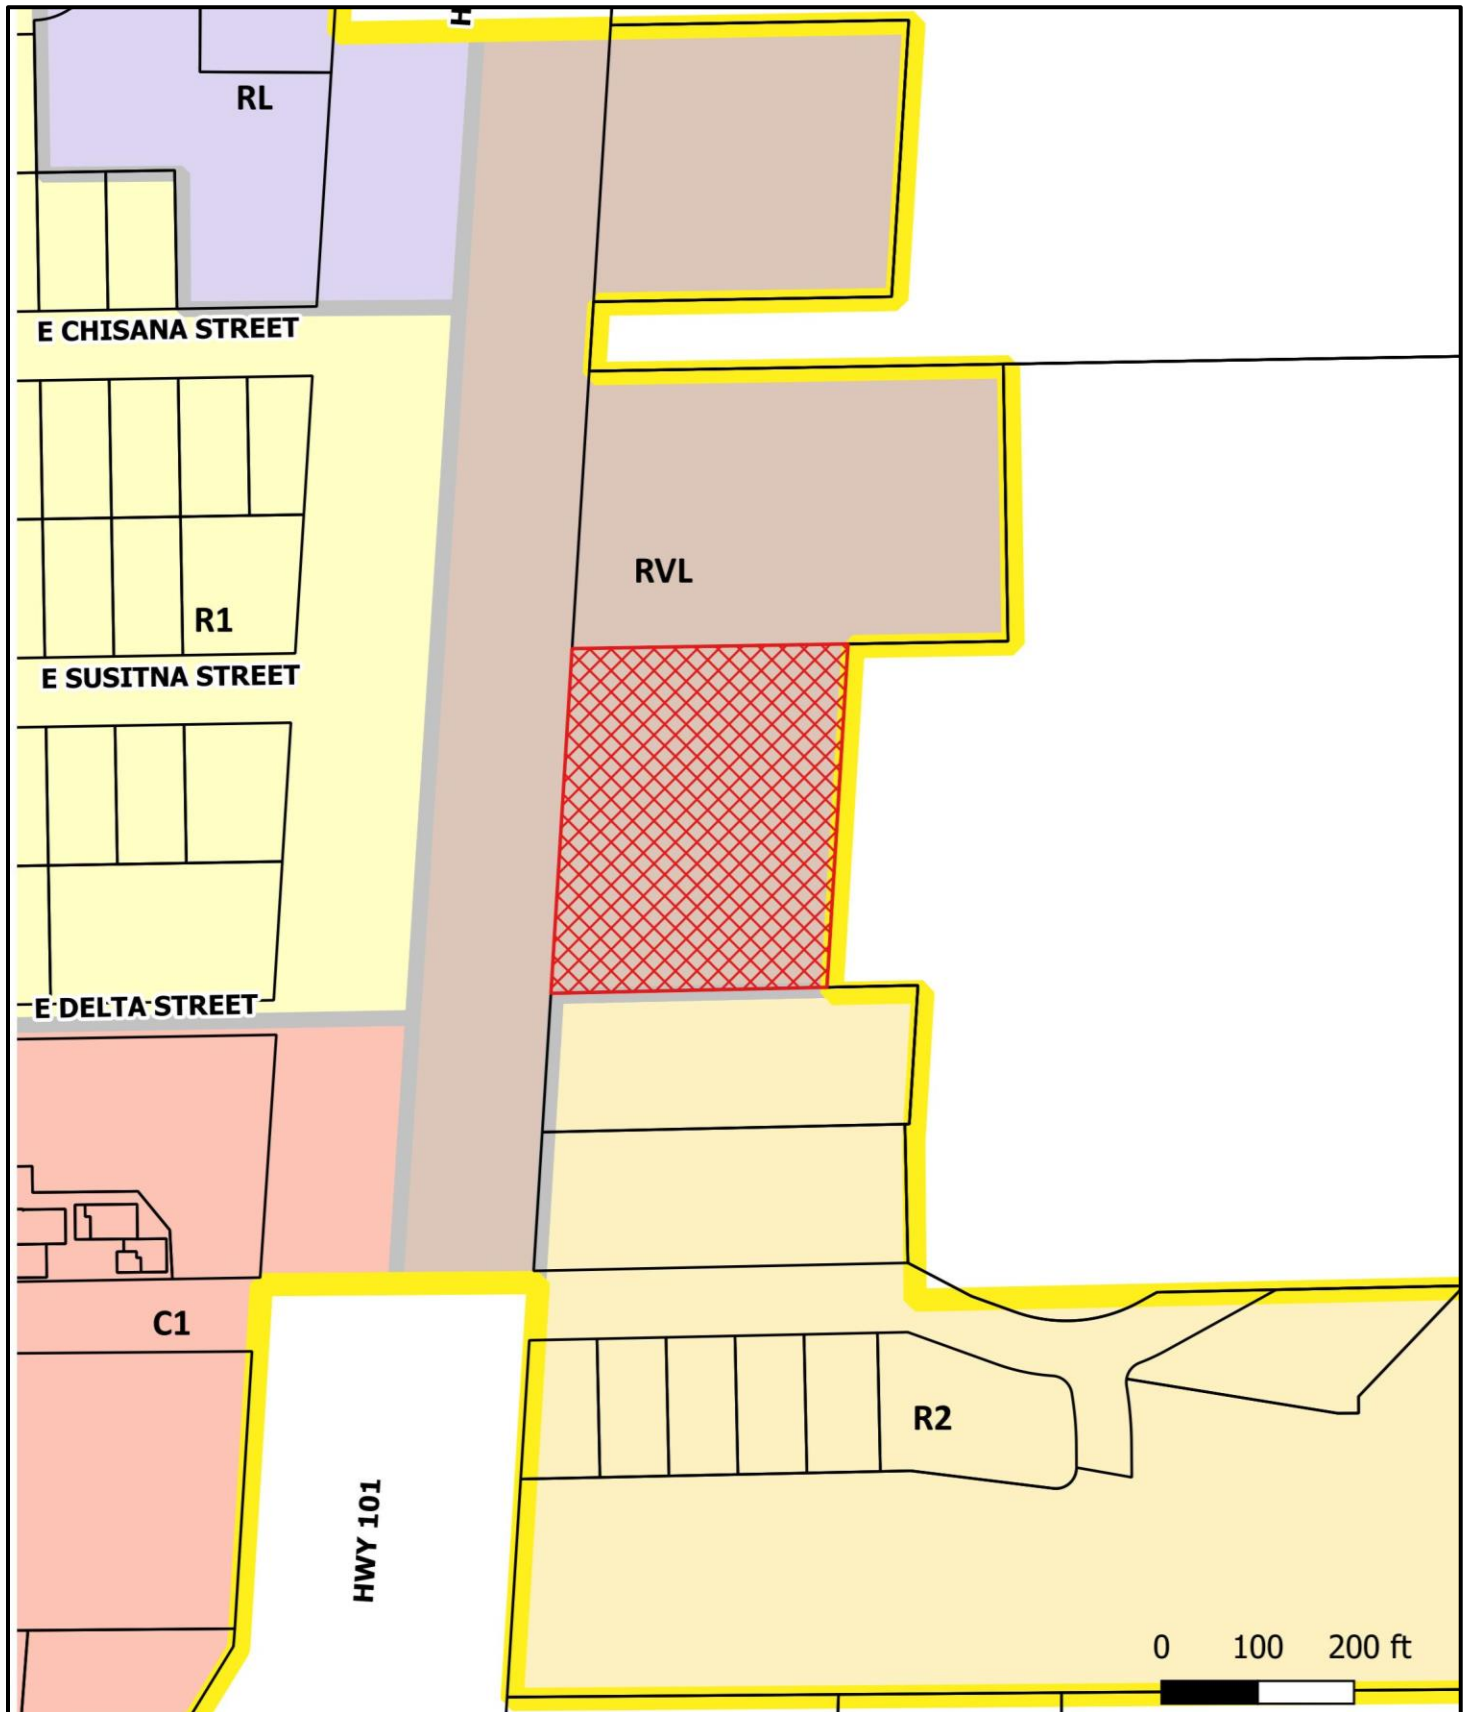 RL
E CHISANA STREET
RVL
R1
E SUSITNA STREET
E DELTA STREET
C1
R2
HWY 101
0 100 200 ft